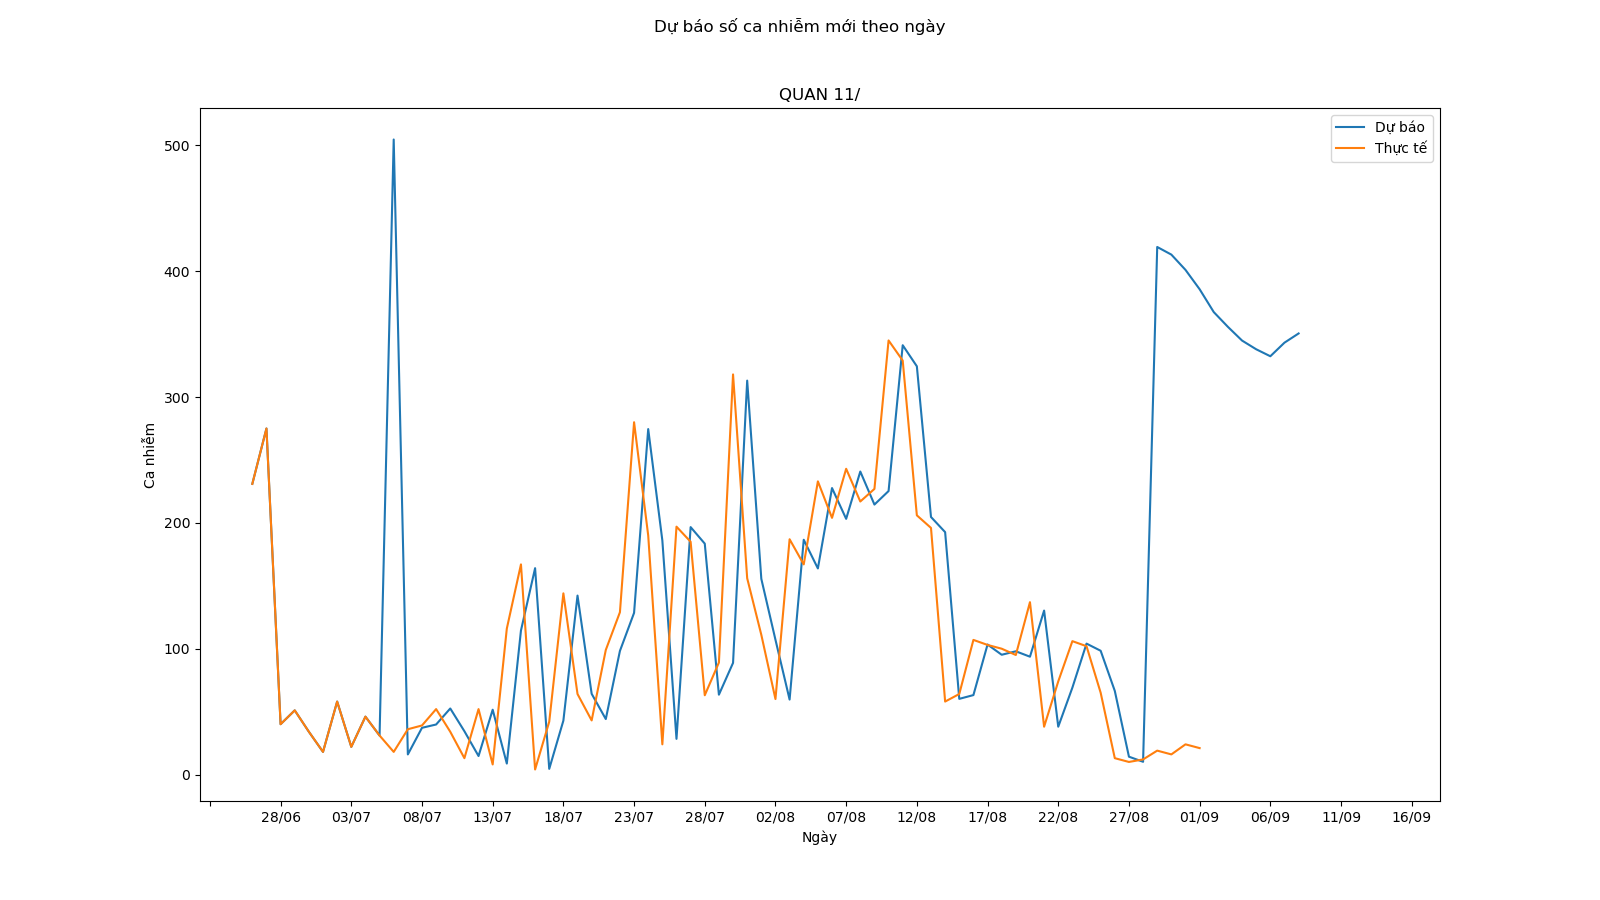 Dự báo số ca nhiễm mới theo ngày
QUAN 11/
Dự báo
Thực tế
500
400
300
200
100
0
Ca nhiễm
28/06 03/07 08/07 13/07 18/07 23/07 28/07 02/08 07/08 12/08 17/08 22/08 27/08 01/09 06/09 11/09 16/09
Ngày